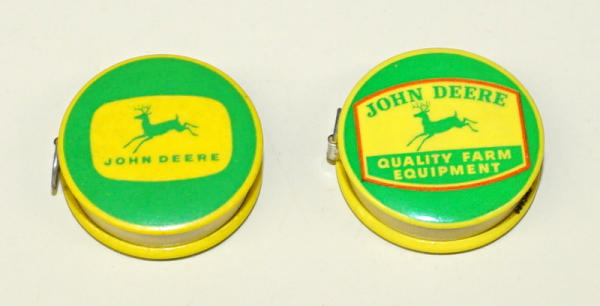 JOHN DEERE
JOHN DEERE
QUALITY FARM
EQUIPMENT